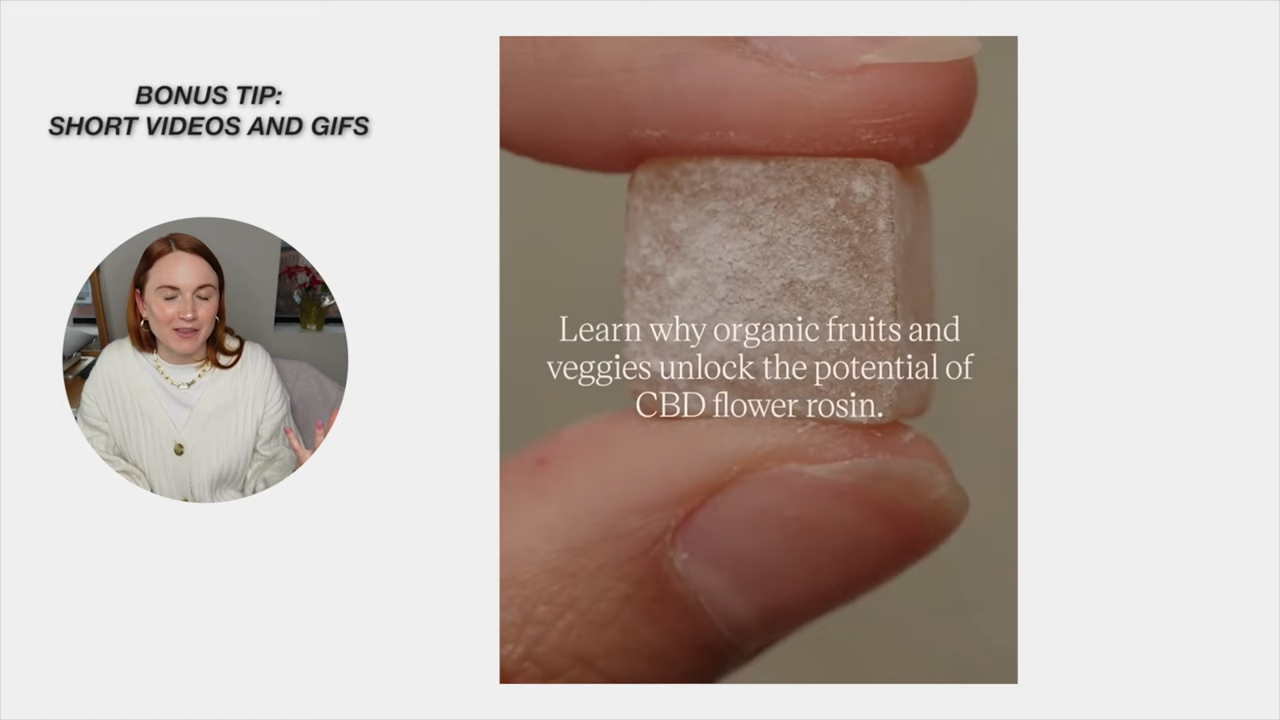 BONUS TIP:
SHORT VIDEOS AND GIFS
Learn why organic fruits and
veggies unlock the potential of
CBD flower rosin.